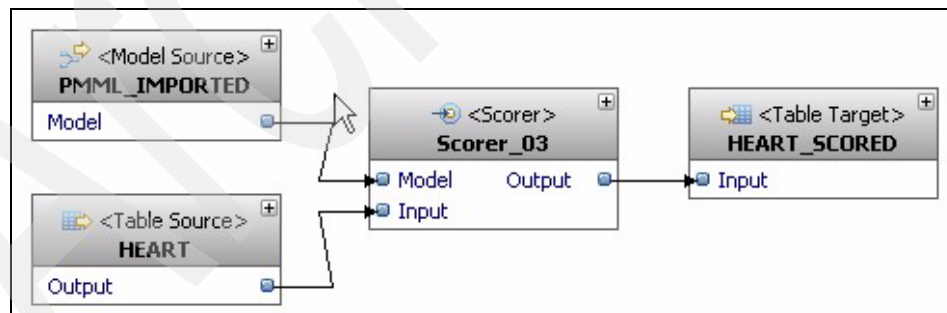 <Model Source>
PMML_IMPORTED
Model
<Table Source>
HEART
Output
<Scorer>
Scorer_03
Model Output
Input
<Table Target>
HEART_SCORED
Input